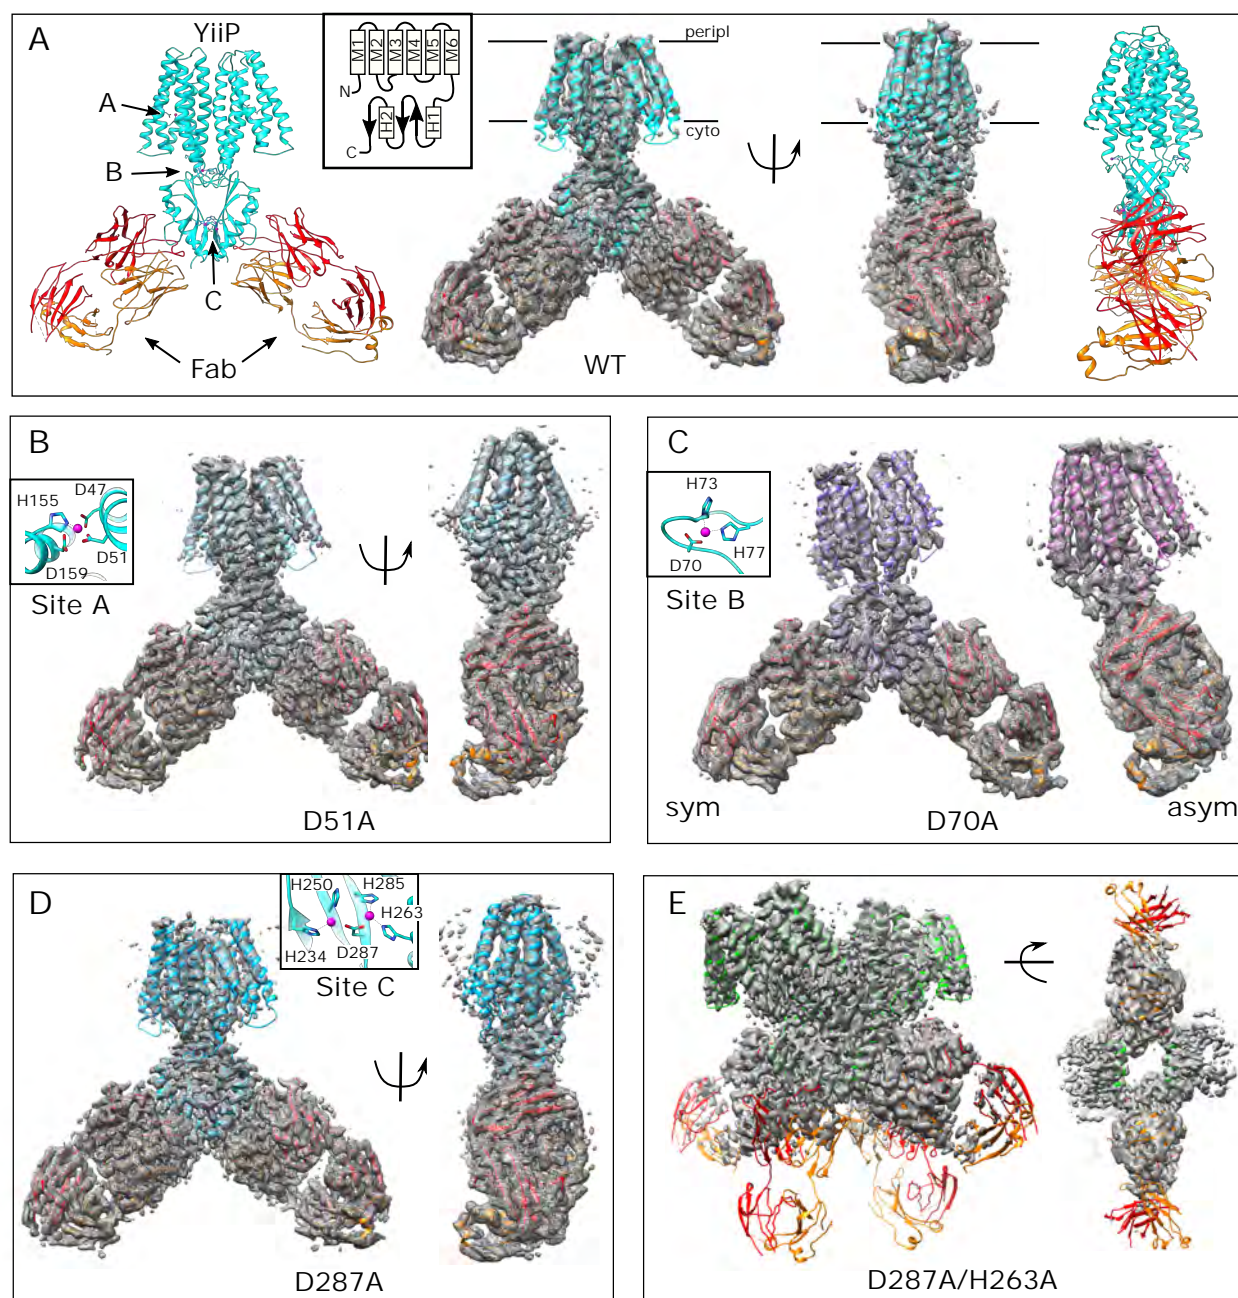 A
YiiP
M1 M2 M3 M4 M5 M6
N
H2 H1
C
peripl
cyto
A
B
C
Fab
WT
B
D47
H155
D51
D159
Site A
D51A
C
H73
H77
D70
Site B
sym
D70A
asym
D
H250 H285
H263
H234 D287
Site C
D287A
E
D287A/H263A